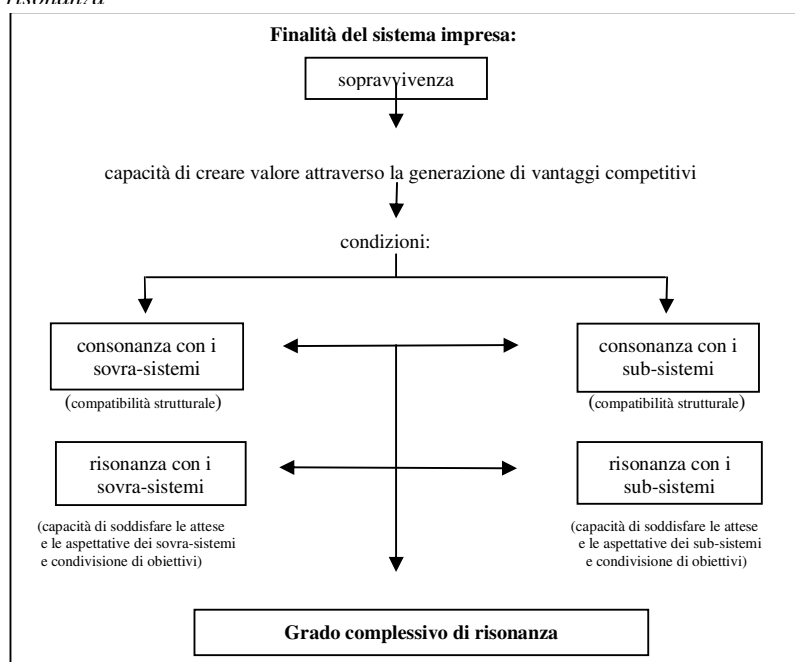 risonanza
Finalità del sistema impresa:
sopravvivenza
capacità di creare valore attraverso la generazione di vantaggi competitivi
condizioni:
consonanza con i
sovra-sistemi
(compatibilità strutturale)
consonanza con i
sub-sistemi
(compatibilità strutturale)
risonanza con i
sovra-sistemi
(capacità di soddisfare le attese
e le aspettative dei sovra-sistemi
e condivisione di obiettivi)
risonanza con i
sub-sistemi
(capacità di soddisfare le attese
e le aspettative dei sub-sistemi
e condivisione di obiettivi)
Grado complessivo di risonanza